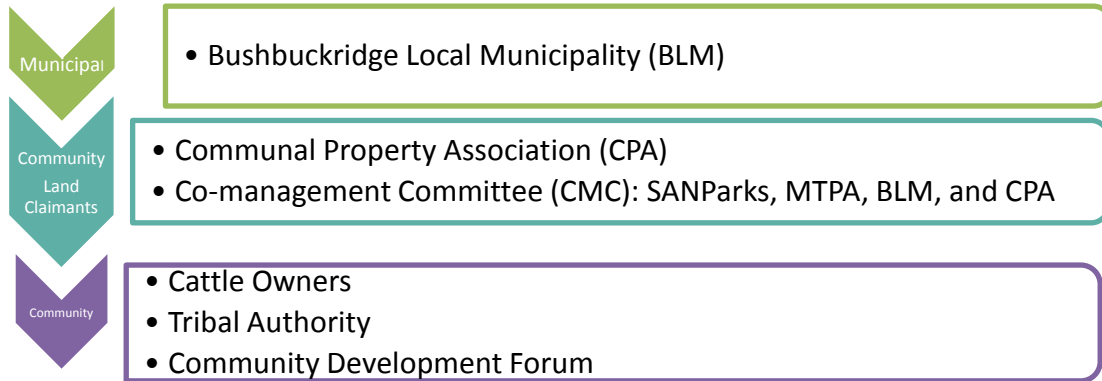 Municipal
• Bushbuckridge Local Municipality (BLM)
Community
Land
Claimants
• Communal Property Association (CPA)
• Co-management Committee (CMC): SANParks, MTPA, BLM, and CPA
Community
• Cattle Owners
• Tribal Authority
• Community Development Forum